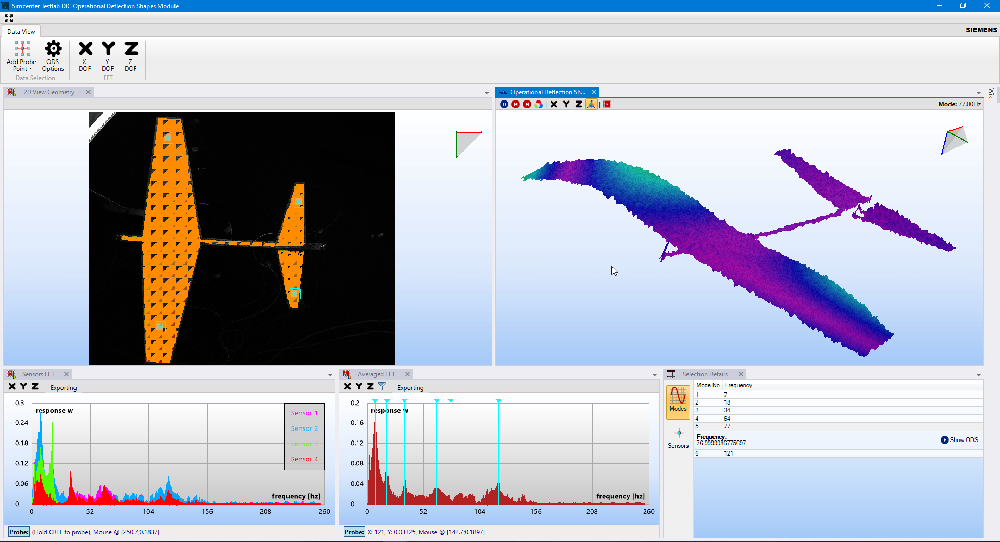 Simcenter Testlab DIC Operational Deflection Shapes Module
Data View
SIEMENS
Add Probe Point
ODS Options
X DOF
Y DOF
Z DOF
Data Selection
FFT
2D View Geometry
Operational Deflection Sh...
Wiki
Mode: 77.00Hz
Sensors FFT
X Y Z Exporting
0.3
0.24
0.18
0.12
0.06
0
response w
Sensor 1
Sensor 2
Sensor 3
Sensor 4
frequency [hz]
0 52 104 156 208 260
Probe: (Hold CRTL to probe), Mouse @ [250.7;0.1837]
Averaged FFT
X Y Z Exporting
0.2
0.16
0.12
0.08
0.04
0
response w
frequency [hz]
0 52 104 156 208 260
Probe: X: 121, Y: 0.03325, Mouse @ [142.7;0.1897]
Selection Details
Modes
Sensors
Mode No Frequency
1 7
2 18
3 34
4 64
5 77
Frequency:
76.9999986775697
Show ODS
6 121